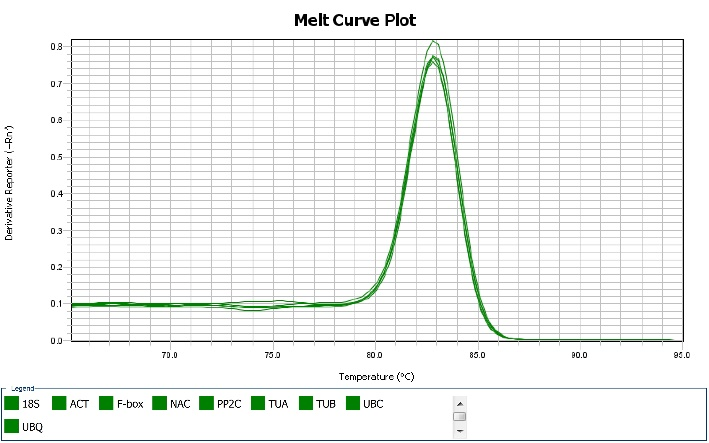 Melt Curve Plot
0.8
0.7
0.6
0.5
0.4
0.3
0.2
0.1
0.0
Derivative Reporter (-Rn')
70.0 75.0 80.0 85.0 90.0 95.0
Temperature (°C)
Legend
18S ACT F-box NAC PP2C TUA TUB UBC
UBQ